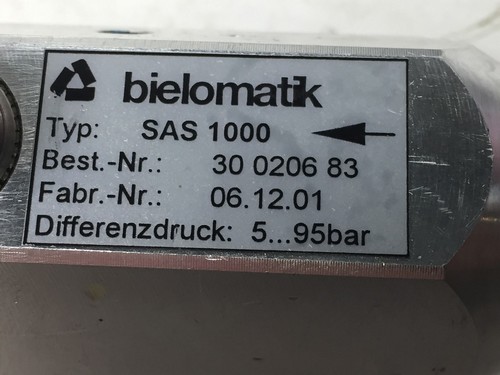 bielomatik
Typ: SAS 1000
Best.-Nr.: 30 0206 83
Fabr.-Nr.: 06.12.01
Differenzdruck: 5...95bar